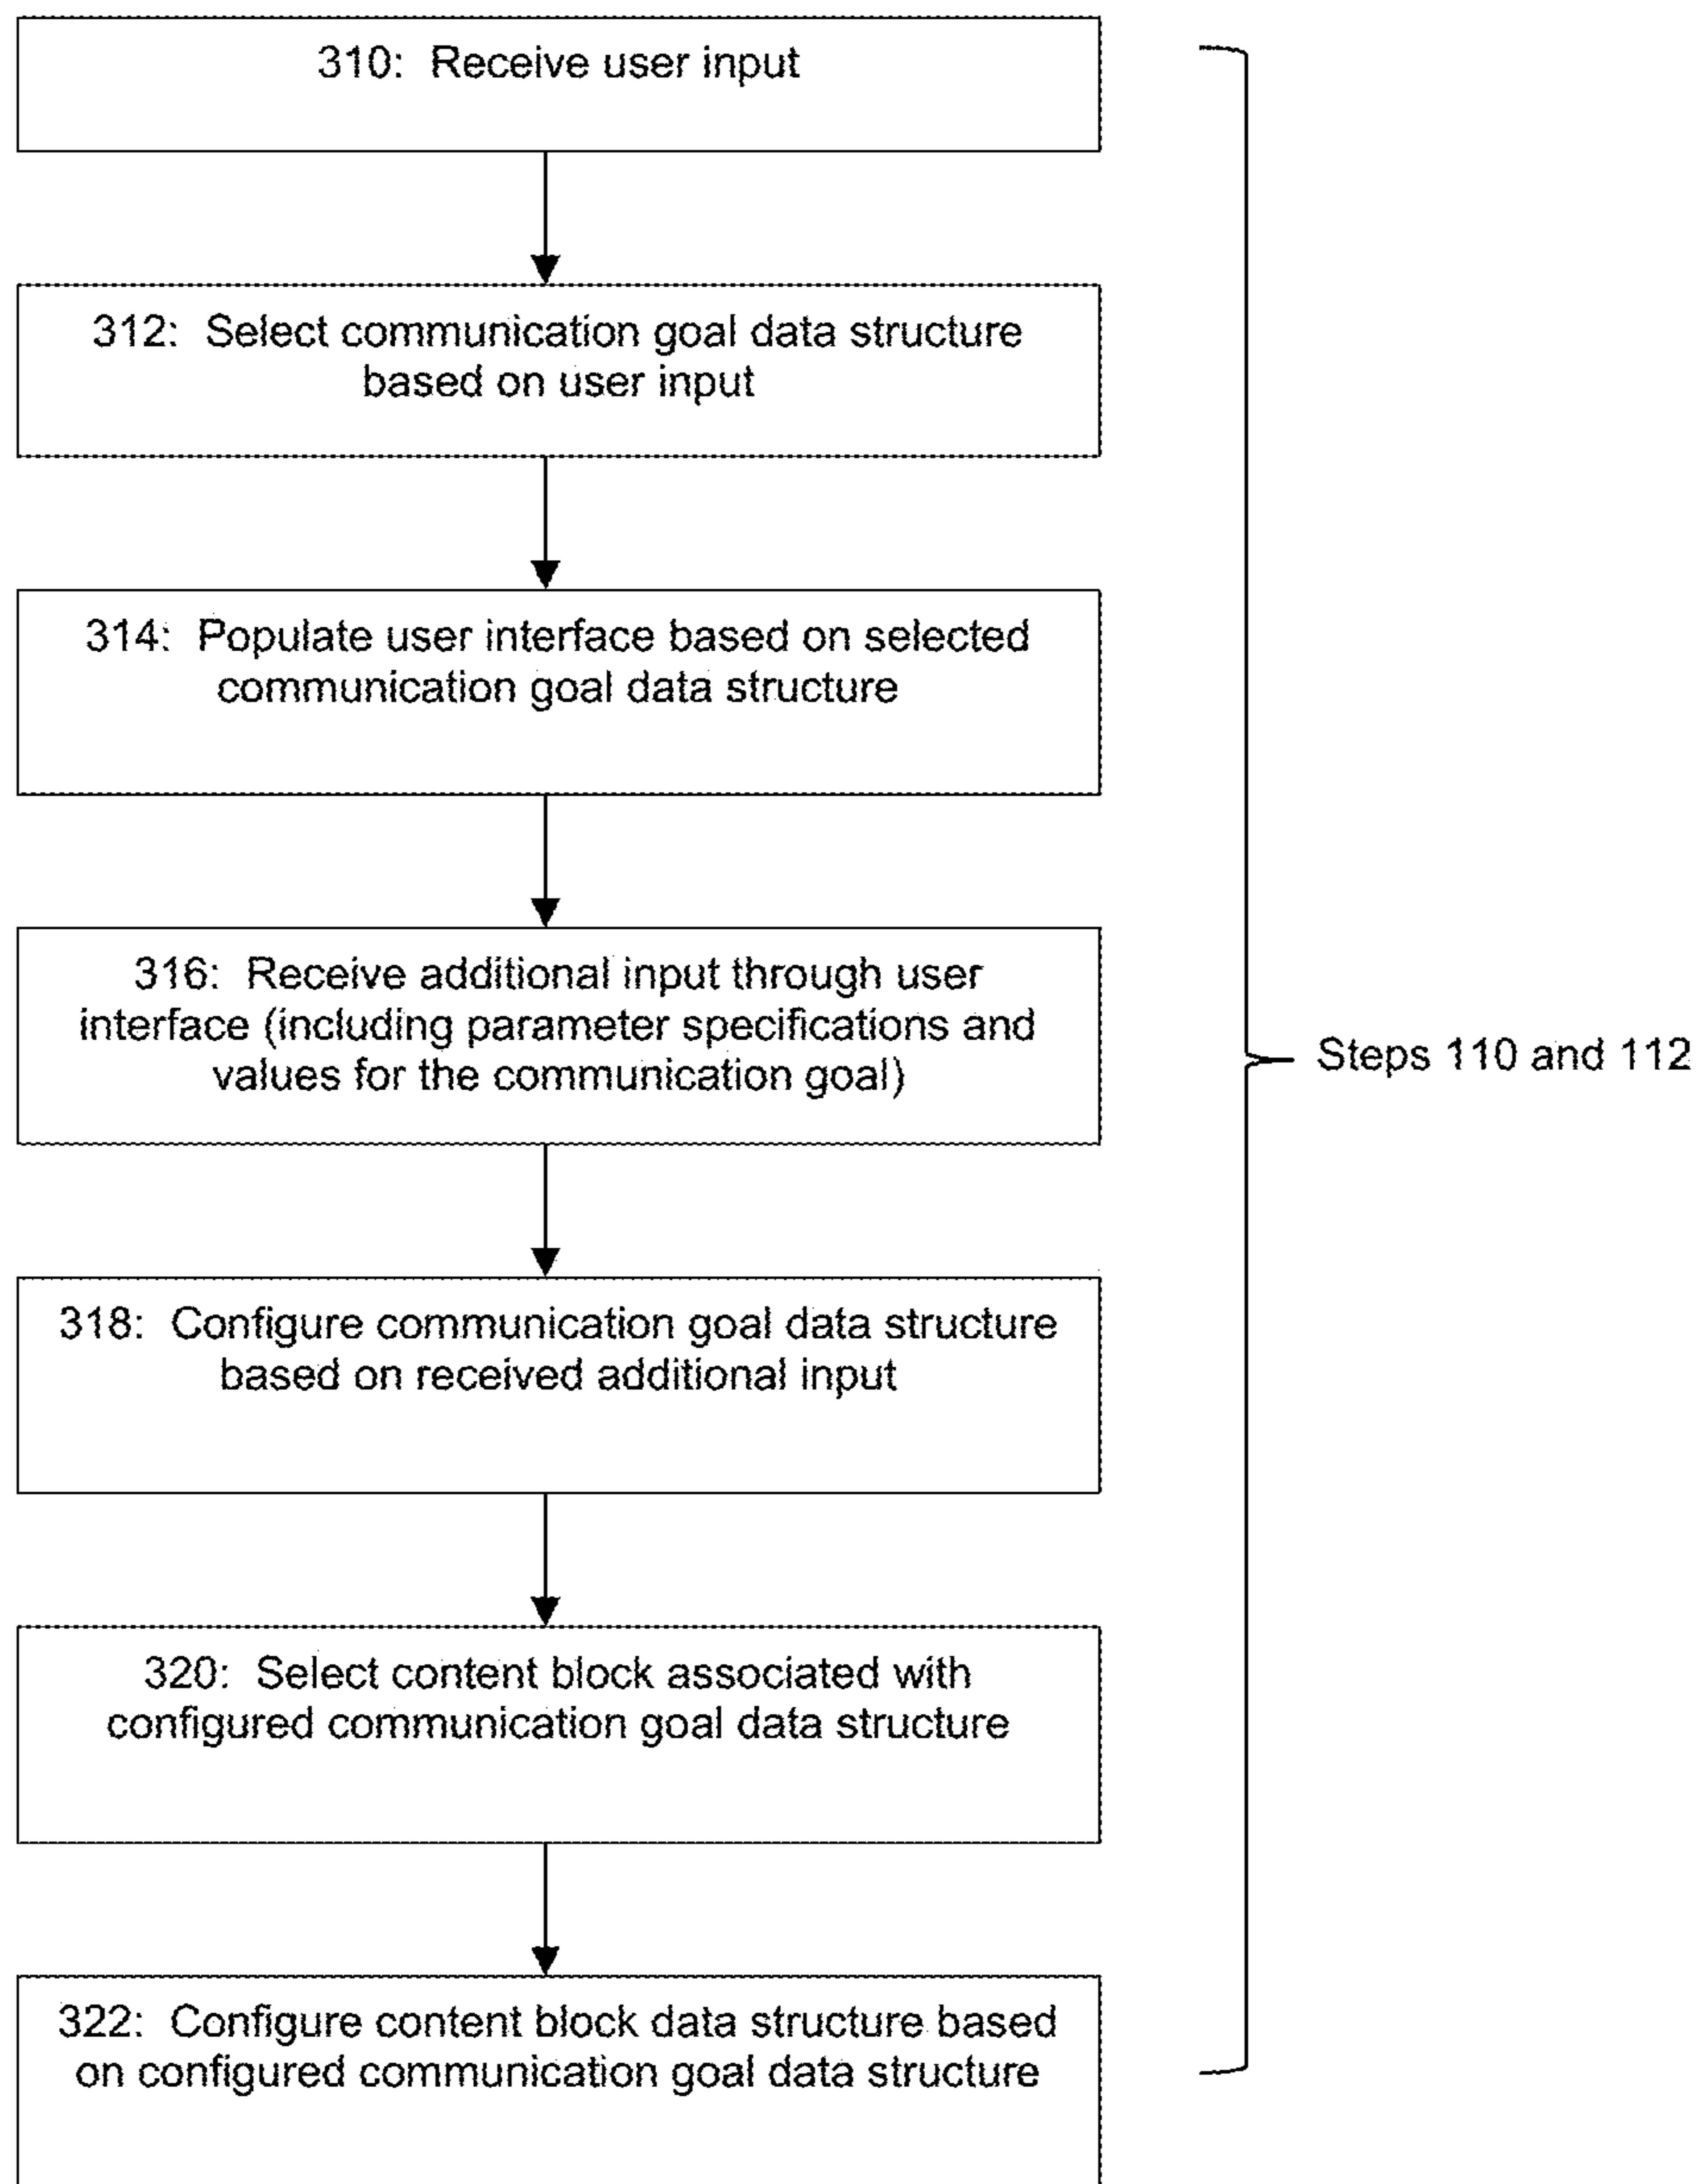 310: Receive user input
312: Select communication goal data structure
based on user input
314: Populate user interface based on selected
communication goal data structure
316: Receive additional input through user
interface (including parameter specifications and
values for the communication goal)
Steps 110 and 112
318: Configure communication goal data structure
based on received additional input
320: Select content block associated with
configured communication goal data structure
322: Configure content block data structure based
on configured communication goal data structure